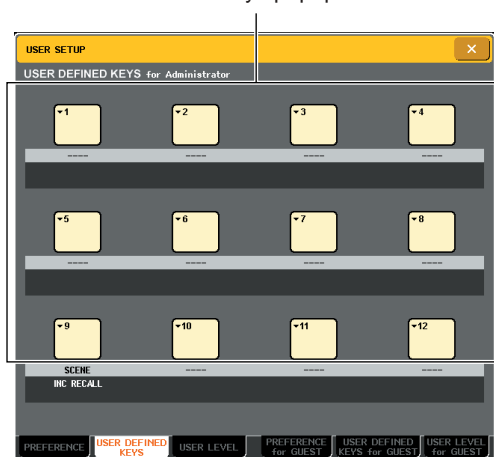 USER SETUP ×
USER DEFINED KEYS for Administrator
1 2 3 4
---- ---- ---- ----
5 6 7 8
---- ---- ---- ----
9 10 11 12
SCENE ---- ---- ----
INC RECALL
PREFERENCE USER DEFINED KEYS USER LEVEL PREFERENCE for GUEST USER DEFINED KEYS for GUEST USER LEVEL for GUEST